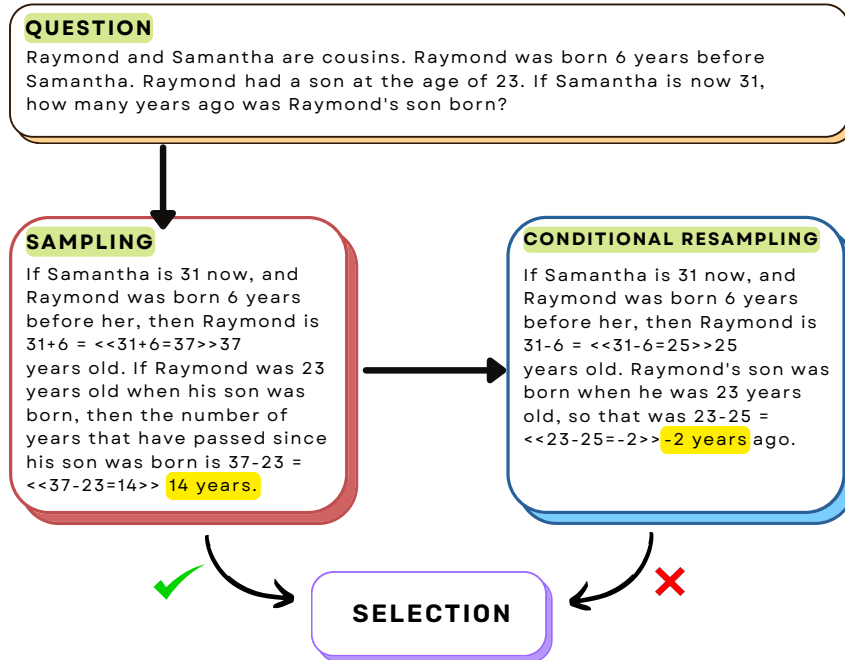 QUESTION
Raymond and Samantha are cousins. Raymond was born 6 years before
Samantha. Raymond had a son at the age of 23. If Samantha is now 31,
how many years ago was Raymond's son born?
SAMPLING
If Samantha is 31 now, and
Raymond was born 6 years
before her, then Raymond is
31+6 = <<31+6=37>>37
years old. If Raymond was 23
years old when his son was
born, then the number of
years that have passed since
his son was born is 37-23 =
<<37-23=14>> 14 years.
CONDITIONAL RESAMPLING
If Samantha is 31 now, and
Raymond was born 6 years
before her, then Raymond is
31-6 = <<31-6=25>>25
years old. Raymond's son was
born when he was 23 years
old, so that was 23-25 =
<<23-25=-2>> -2 years ago.
SELECTION